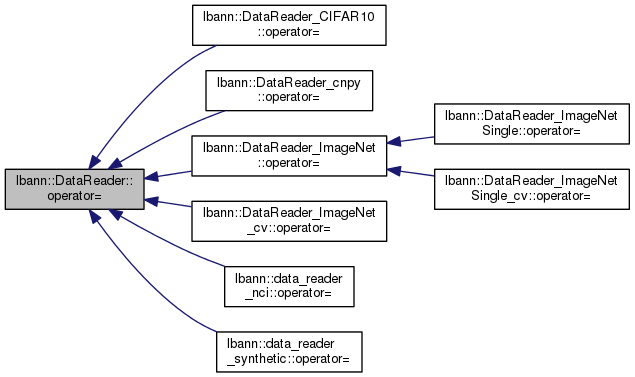 lbann::DataReader_CIFAR10
::operator=
lbann::DataReader_cnpy
::operator=
lbann::DataReader_ImageNet
Single::operator=
lbann::DataReader_ImageNet
::operator=
lbann::DataReader::
operator=
lbann::DataReader_ImageNet
Single_cv::operator=
lbann::DataReader_ImageNet
_cv::operator=
lbann::data_reader
_nci::operator=
lbann::data_reader
_synthetic::operator=